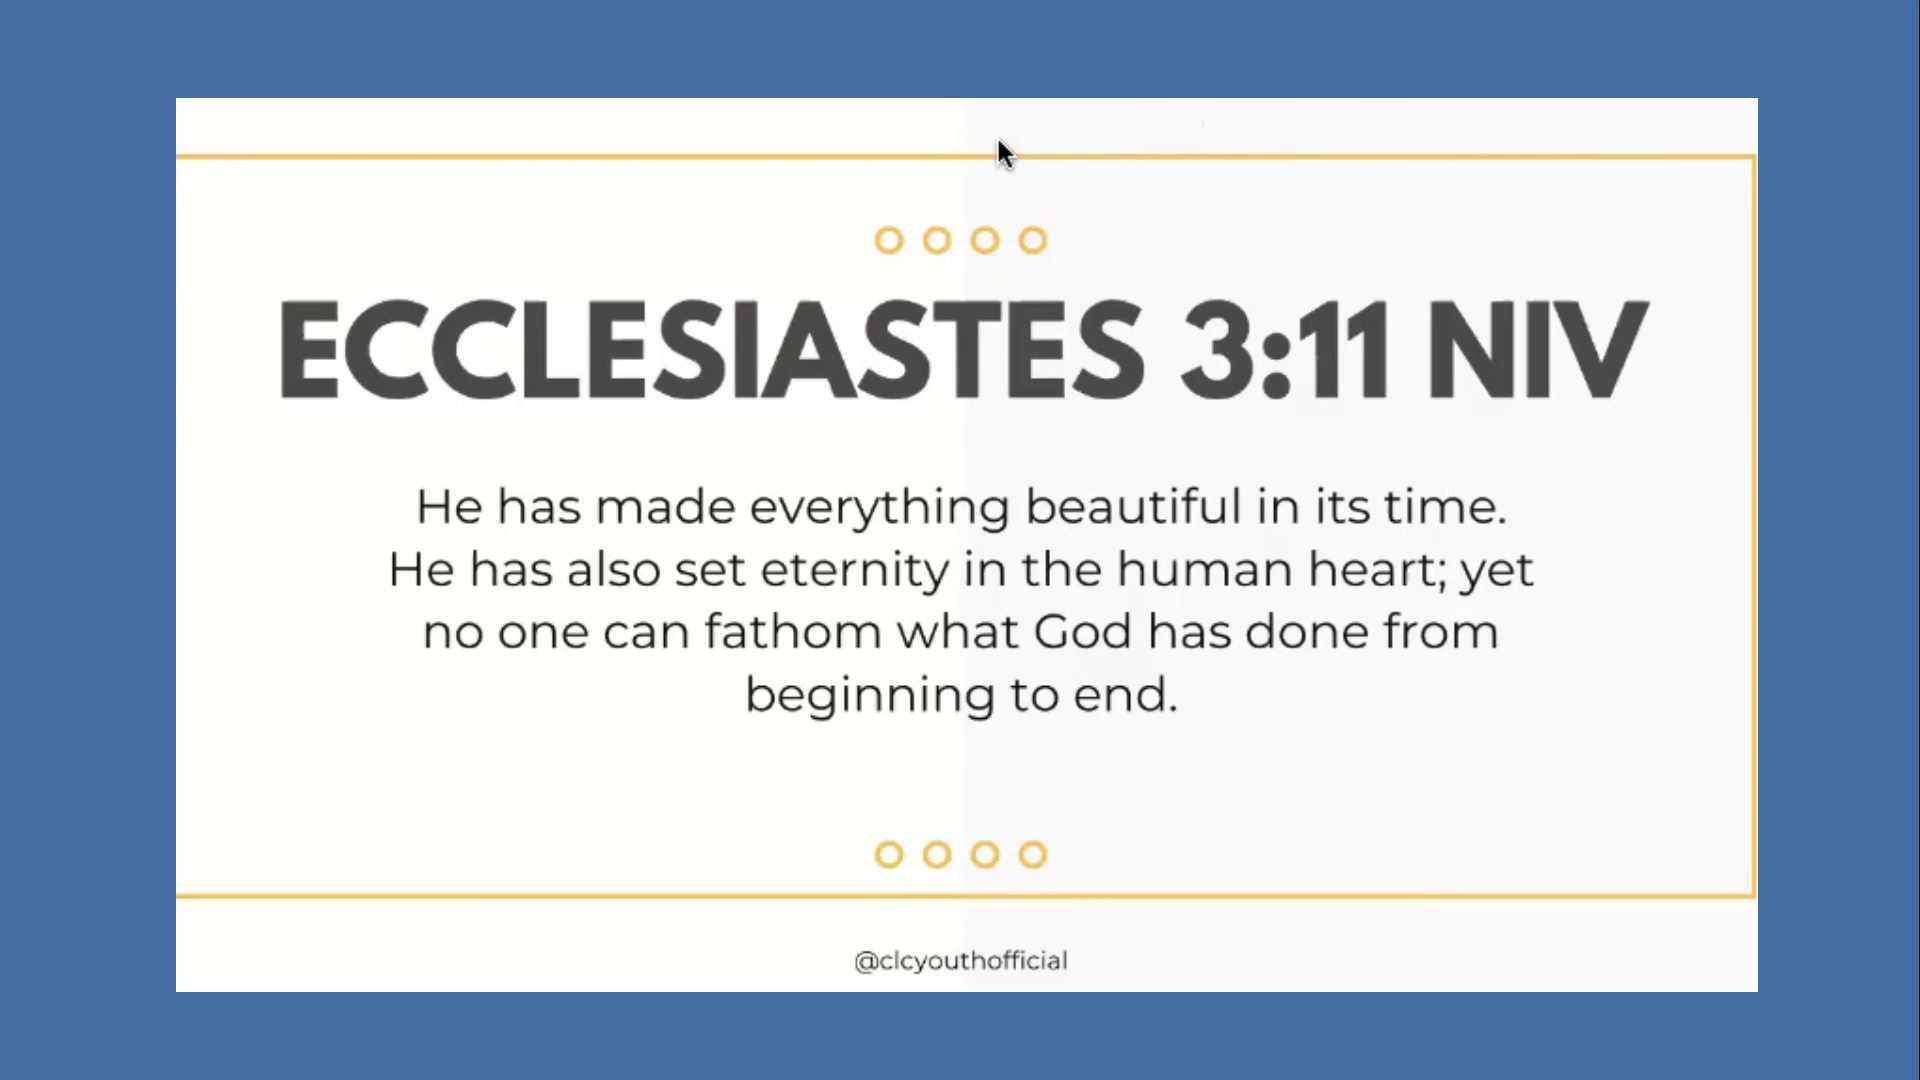 ECCLESIASTES 3:11 NIV
He has made everything beautiful in its time.
He has also set eternity in the human heart; yet
no one can fathom what God has done from
beginning to end.
@clcyouthofficial